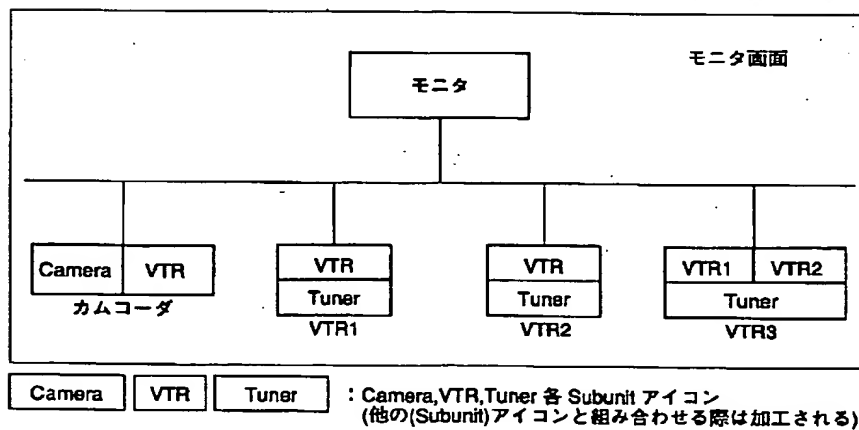 モニタ画面
モニタ
Camera VTR
カムコーダ
VTR
Tuner
VTR1
VTR
Tuner
VTR2
VTR1 VTR2
Tuner
VTR3
Camera VTR Tuner : Camera,VTR,Tuner 各 Subunit アイコン
(他の(Subunit)アイコンと組み合わせる際は加工される)